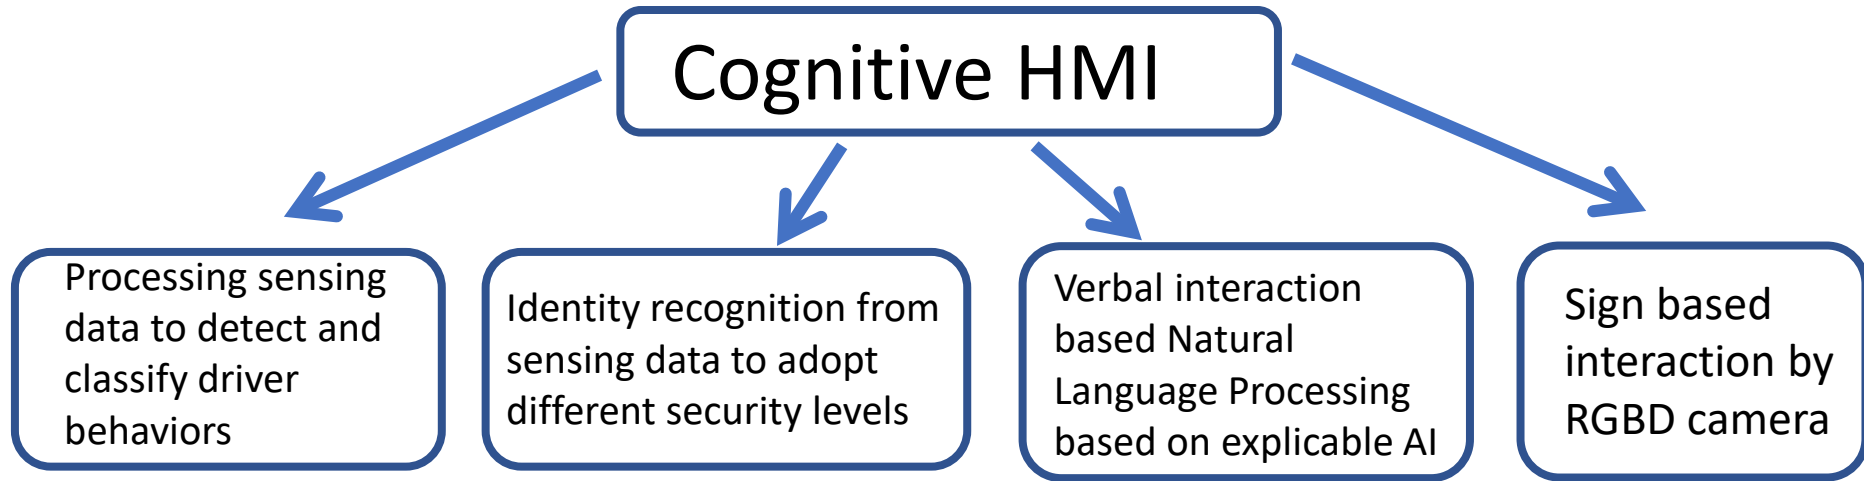 Cognitive HMI
Processing sensing
data to detect and
classify driver
behaviors
Identity recognition from
sensing data to adopt
different security levels
Verbal interaction
based Natural
Language Processing
based on explicable AI
Sign based
interaction by
RGBD camera